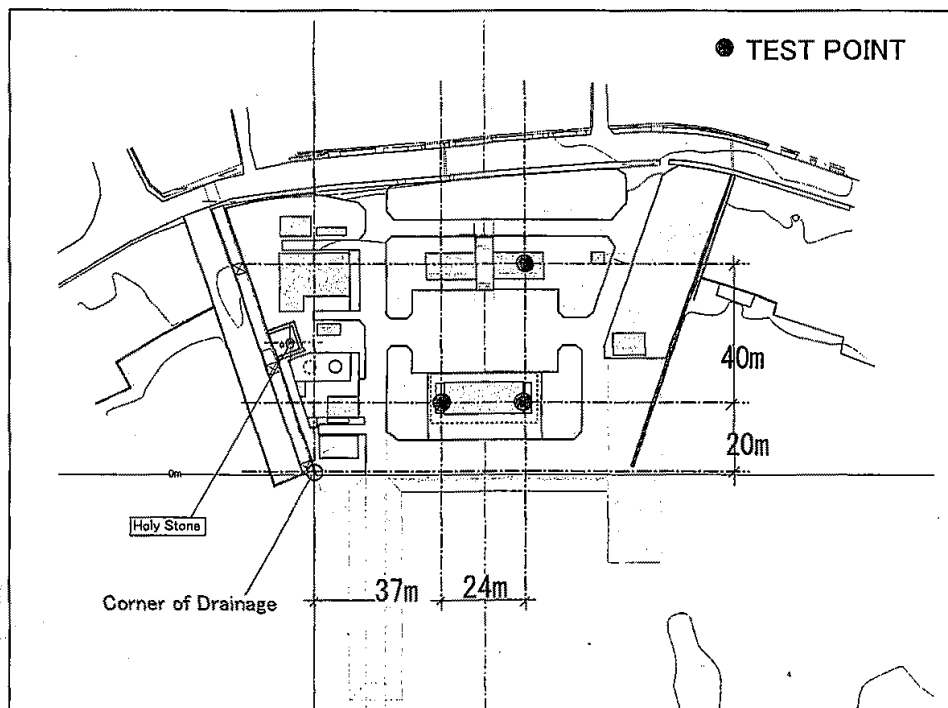 ● TEST POINT
40m
20m
0m
Holy Stone
37m 24m
Corner of Drainage